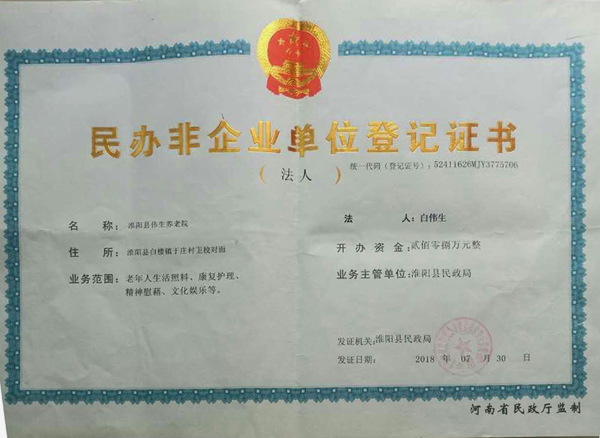 民办非企业单位登记证书
（法人）
统一代码（登记证号）：52411626MJY3775706
名称：淮阳县伟生养老院
住所：淮阳县白楼镇于庄村卫校对面
业务范围：老年人生活照料、康复护理、
精神慰藉、文化娱乐等。
法人：白伟生
开办资金：贰佰零捌万元整
业务主管单位：淮阳县民政局
发证机关：淮阳县民政局
发证日期：2018 年 07 月 30 日
河南省民政厅监制